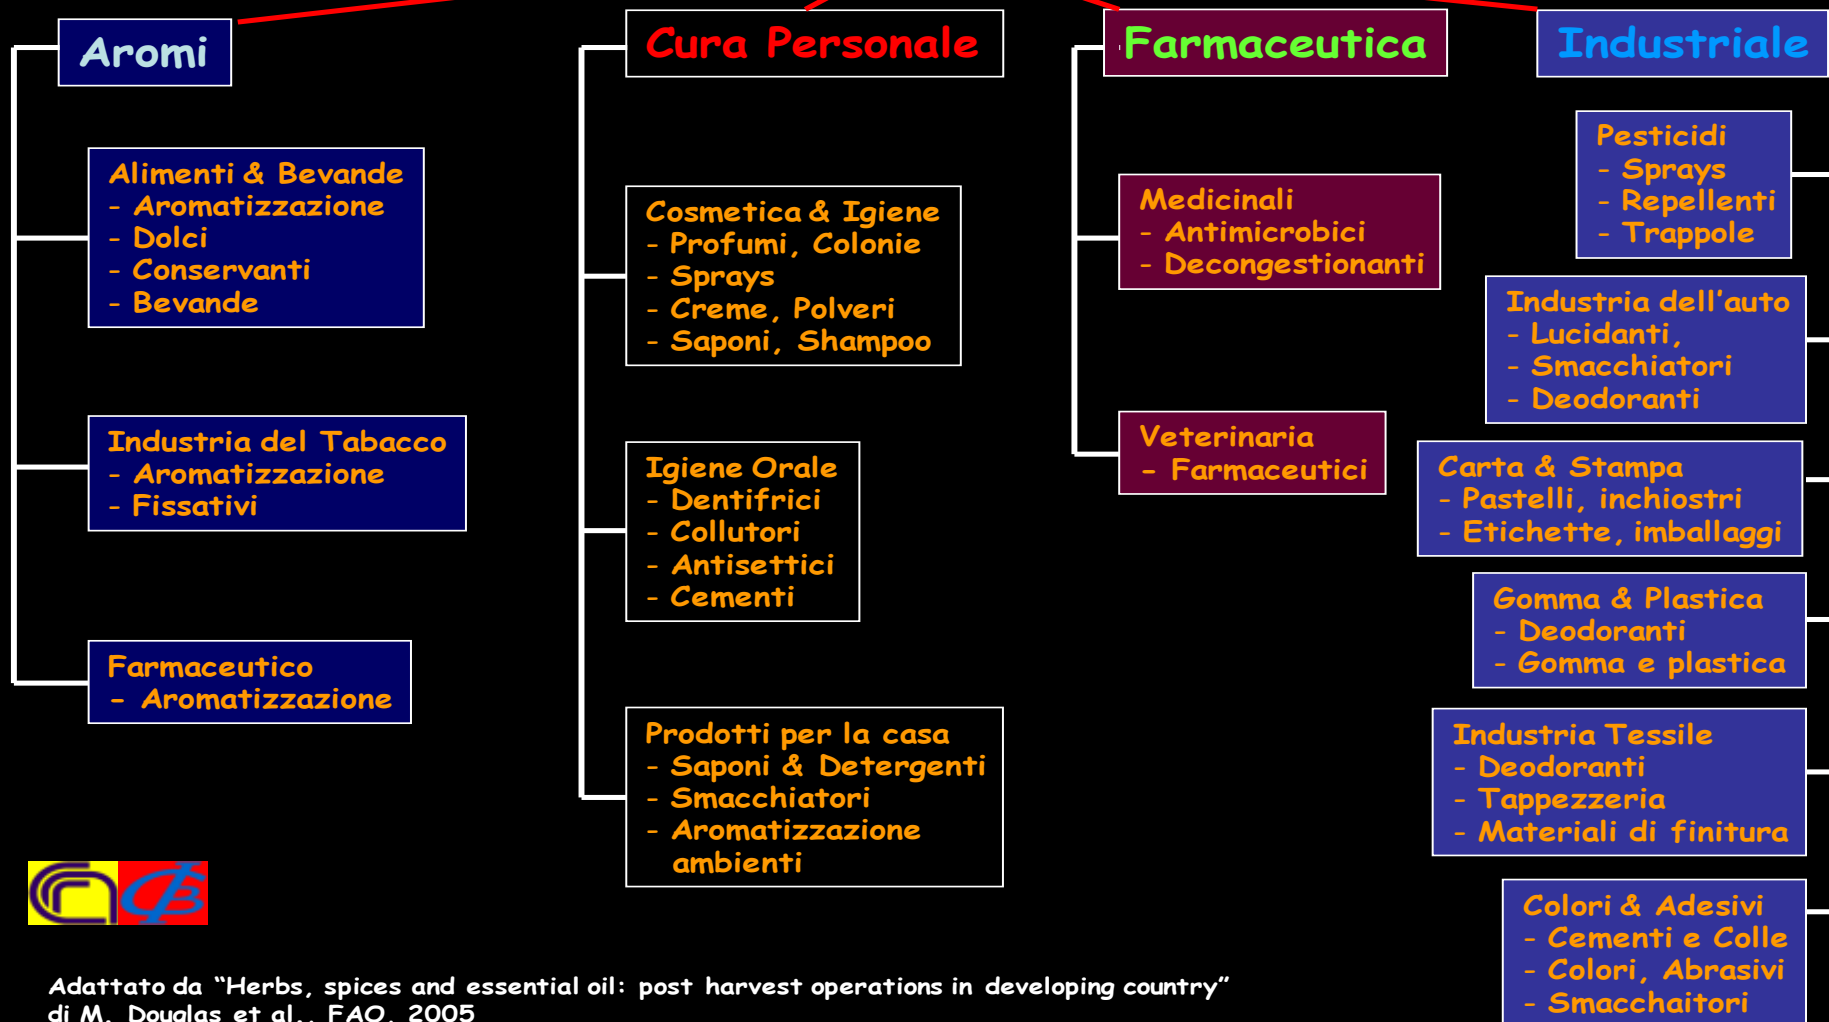 Aromi
Alimenti & Bevande
- Aromatizzazione
- Dolci
- Conservanti
- Bevande
Industria del Tabacco
- Aromatizzazione
- Fissativi
Farmaceutico
- Aromatizzazione
Cura Personale
Cosmetica & Igiene
- Profumi, Colonie
- Sprays
- Creme, Polveri
- Saponi, Shampoo
Igiene Orale
- Dentifrici
- Collutori
- Antisettici
- Cementi
Prodotti per la casa
- Saponi & Detergenti
- Smacchiatori
- Aromatizzazione
ambienti
Farmaceutica
Medicinali
- Antimicrobici
- Decongestionanti
Veterinaria
- Farmaceutici
Industriale
Pesticidi
- Sprays
- Repellenti
- Trappole
Industria dell'auto
- Lucidanti,
- Smacchiatori
- Deodoranti
Carta & Stampa
- Pastelli, inchiostri
- Etichette, imballaggi
Gomma & Plastica
- Deodoranti
- Gomma e plastica
Industria Tessile
- Deodoranti
- Tappezzeria
- Materiali di finitura
Colori & Adesivi
- Cementi e Colle
- Colori, Abrasivi
- Smacchaitori
Adattato da "Herbs, spices and essential oil: post harvest operations in developing country"
di M. Douglas et al., FAO, 2005